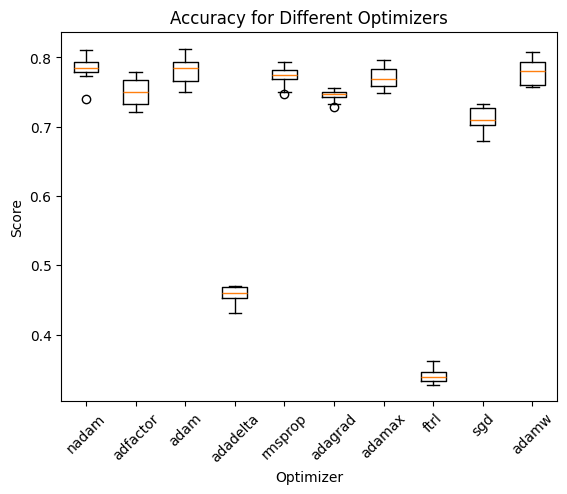 Accuracy for Different Optimizers
0.8
0.7
0.6
0.5
0.4
Score
nadam
adfactor
adam
adadelta
rmsprop
adagrad
adamax
ftrl
sgd
adamw
Optimizer